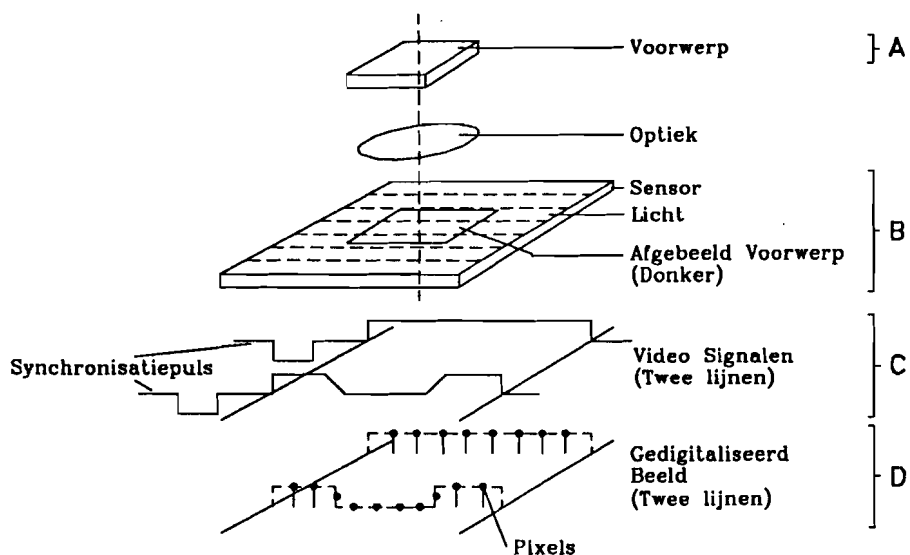 Voorwerp
A
Optiek
Sensor
Licht
B
Afgebeeld Voorwerp
(Donker)
Synchronisatiepuls
Video Signalen
(Twee lijnen)
C
Gedigitaliseerd
Beeld
(Twee lijnen)
D
Pixels